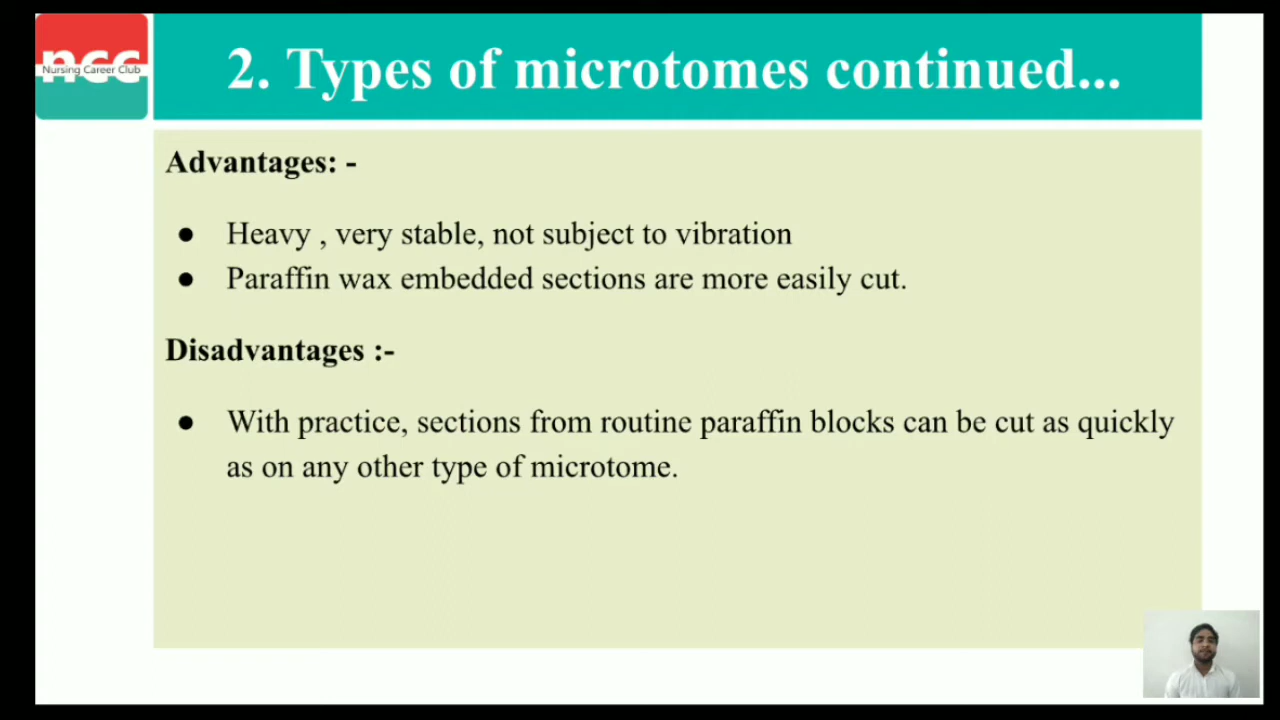 ncc
Nursing Career Club
2. Types of microtomes continued...
Advantages: -
● Heavy , very stable, not subject to vibration
● Paraffin wax embedded sections are more easily cut.
Disadvantages :-
● With practice, sections from routine paraffin blocks can be cut as quickly
as on any other type of microtome.